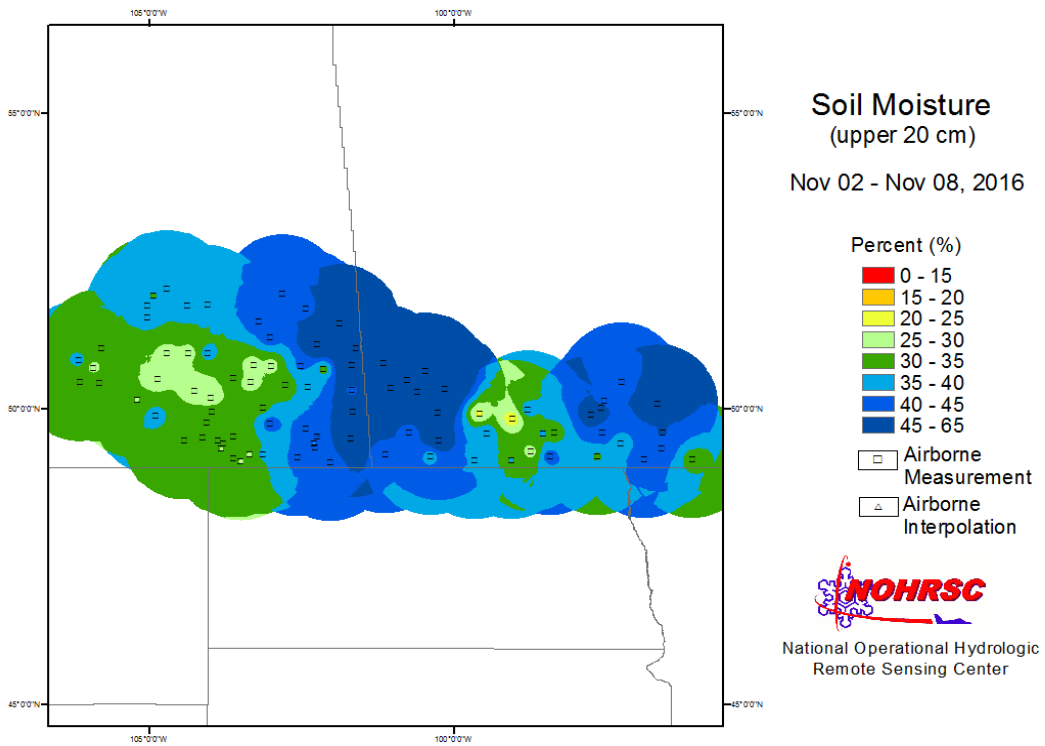 105°0'0"W
100°0'0"W
55°0'0"N
55°0'0"N
50°0'0"N
50°0'0"N
45°0'0"N
45°0'0"N
105°0'0"W
100°0'0"W
Soil Moisture
(upper 20 cm)
Nov 02 - Nov 08, 2016
Percent (%)
0 - 15
15 - 20
20 - 25
25 - 30
30 - 35
35 - 40
40 - 45
45 - 65
Airborne
Measurement
Airborne
Interpolation
NOHRSC
National Operational Hydrologic
Remote Sensing Center